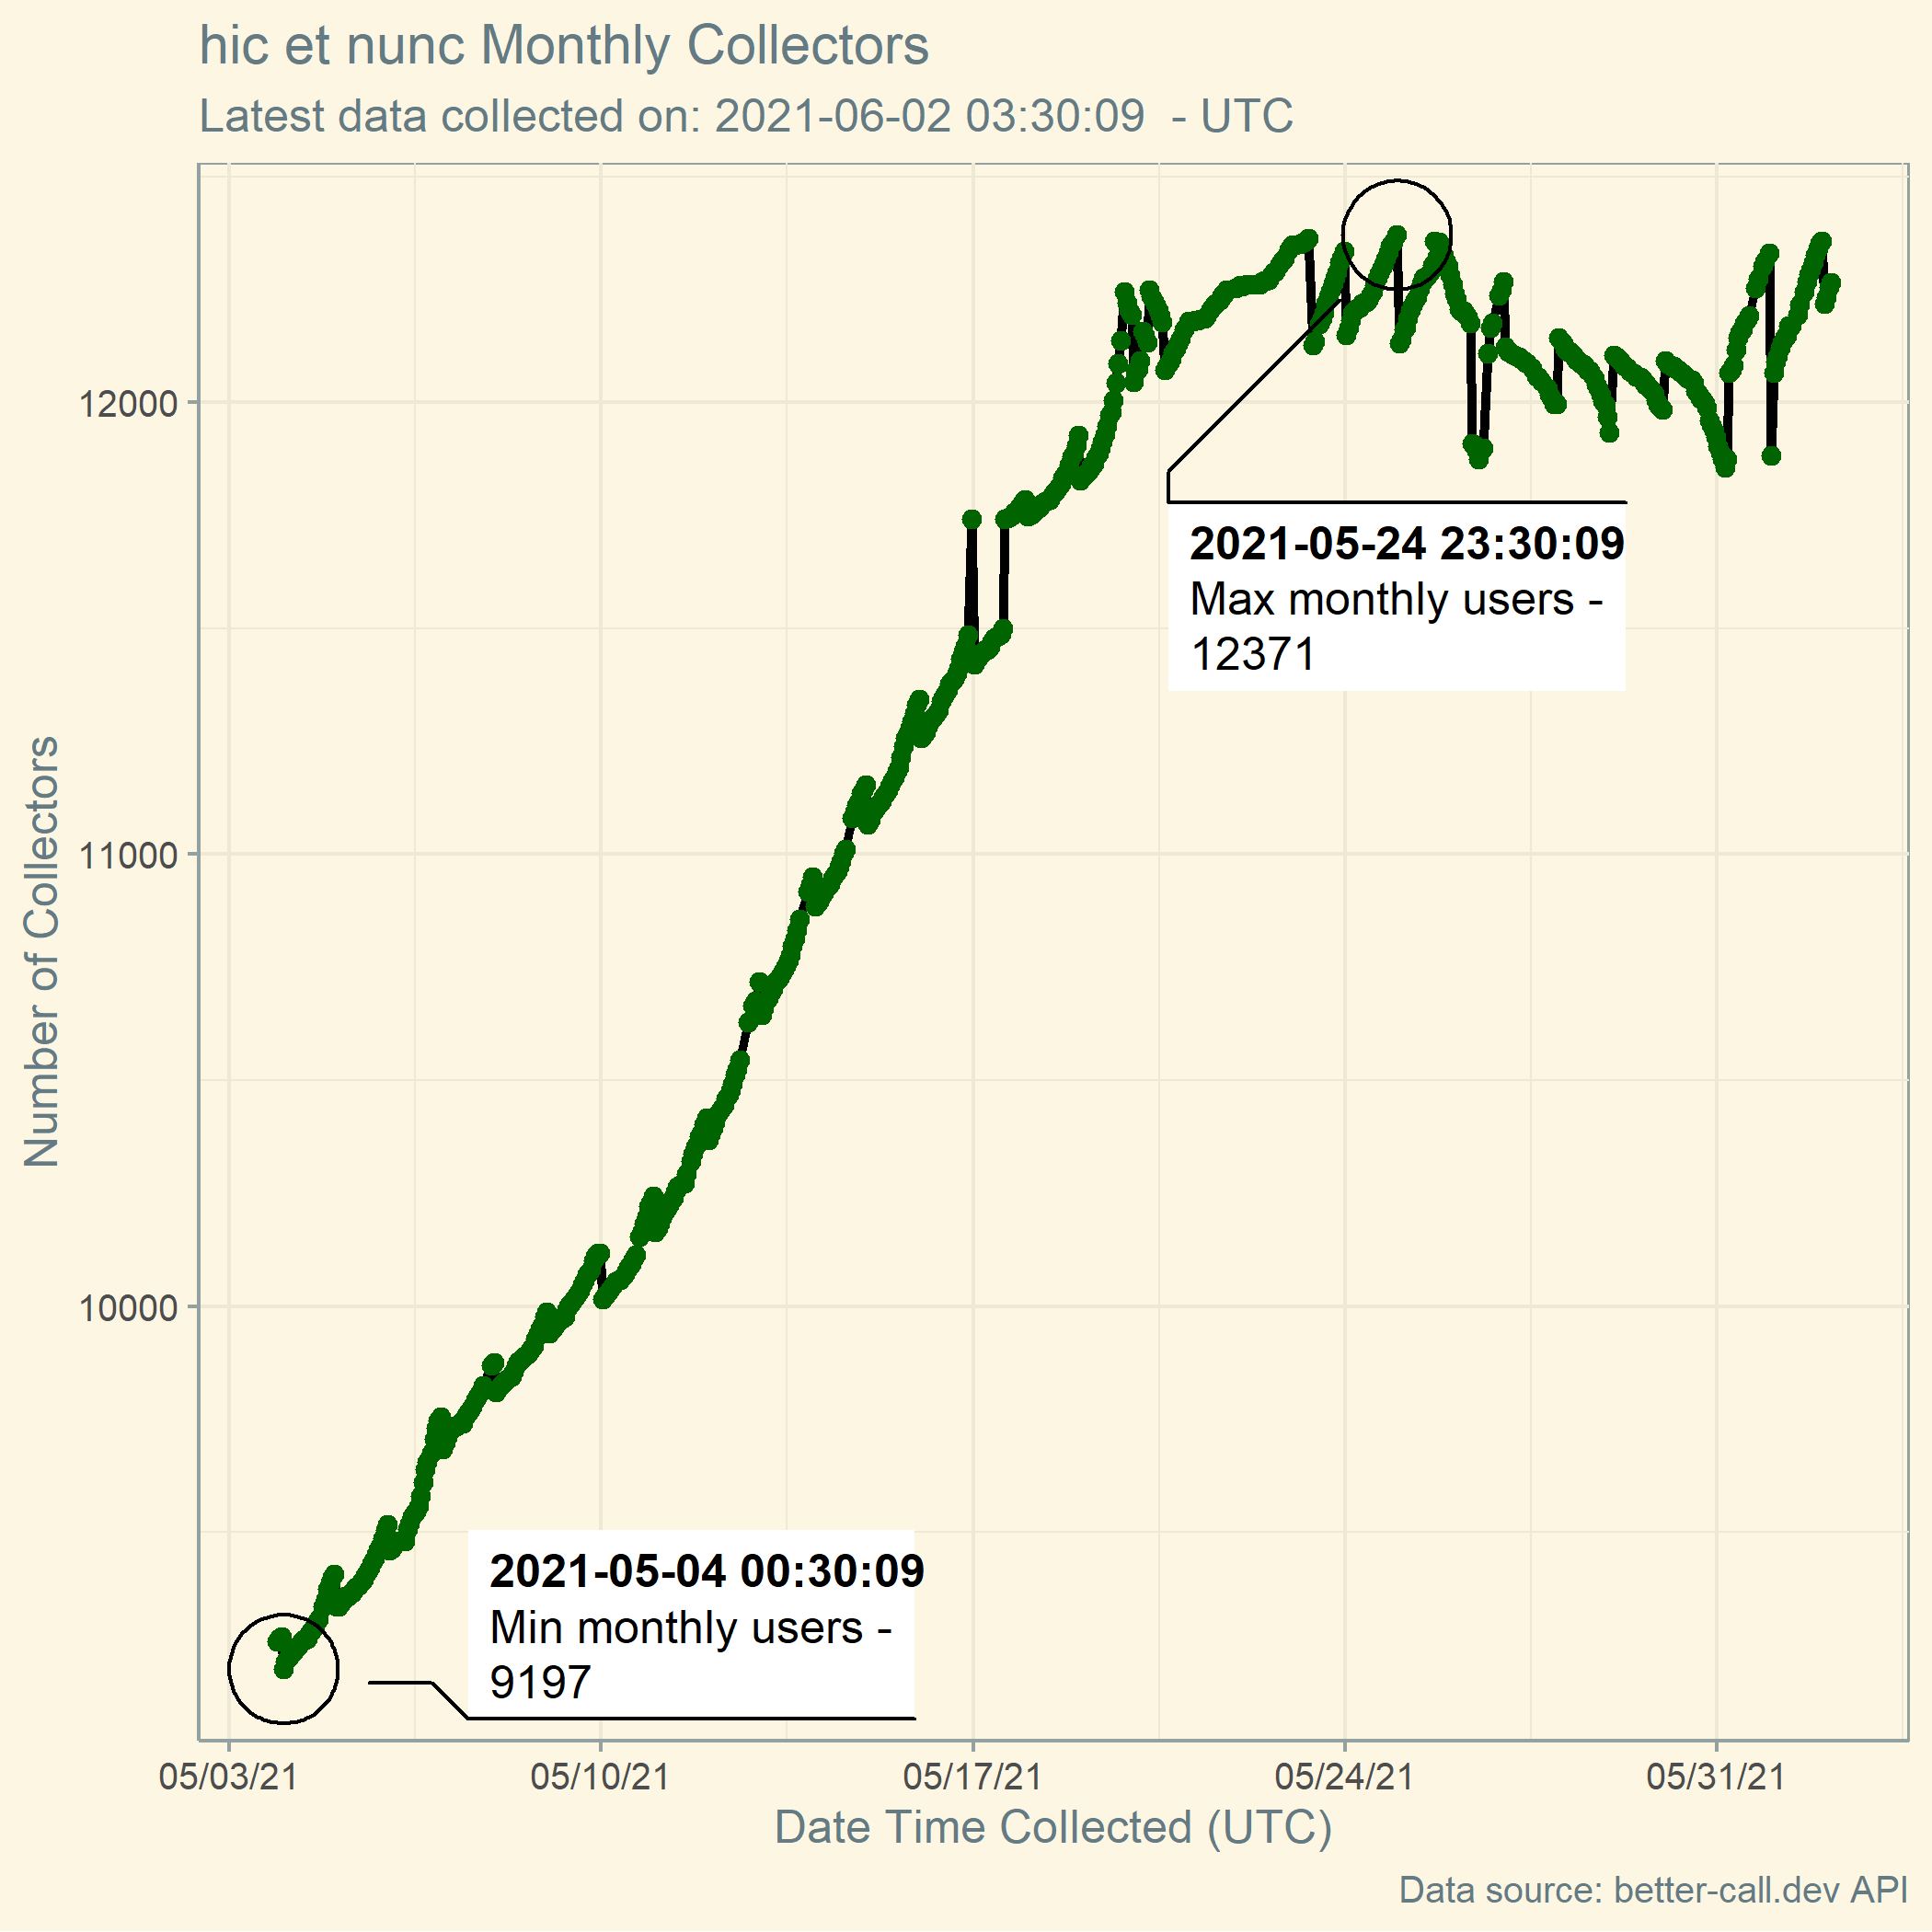 hic et nunc Monthly Collectors
Latest data collected on: 2021-06-02 03:30:09  - UTC
Number of Collectors
12000
11000
10000
2021-05-24 23:30:09
Max monthly users -
12371
2021-05-04 00:30:09
Min monthly users -
9197
05/03/21
05/10/21
05/17/21
05/24/21
05/31/21
Date Time Collected (UTC)
Data source: better-call.dev API